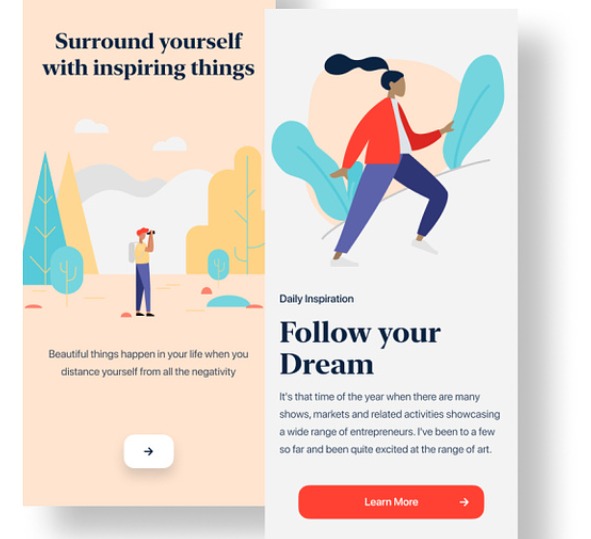 Surround yourself
with inspiring things
Beautiful things happen in your life when you
distance yourself from all the negativity
Daily Inspiration
Follow your
Dream
It's that time of the year when there are many
shows, markets and related activities showcasing
a wide range of entrepreneurs. I've been to a few
so far and been quite excited at the range of art.
Learn More